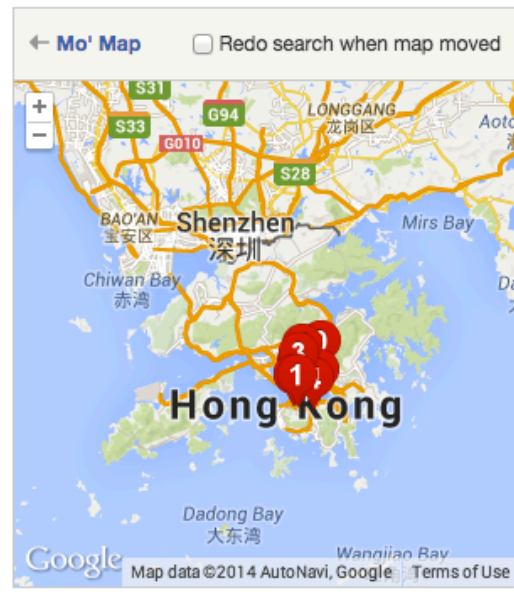 ← Mo' Map
Redo search when map moved
+
−
S31
S33
G94
G010
S28
LONGGANG
龙岗区
BAO'AN
宝安区
Shenzhen
深圳
Mirs Bay
Chiwan Bay
赤湾
3
1
Hong Kong
Dadong Bay
大东湾
Wangjiao Bay
Google
Map data ©2014 AutoNavi, Google
Terms of Use